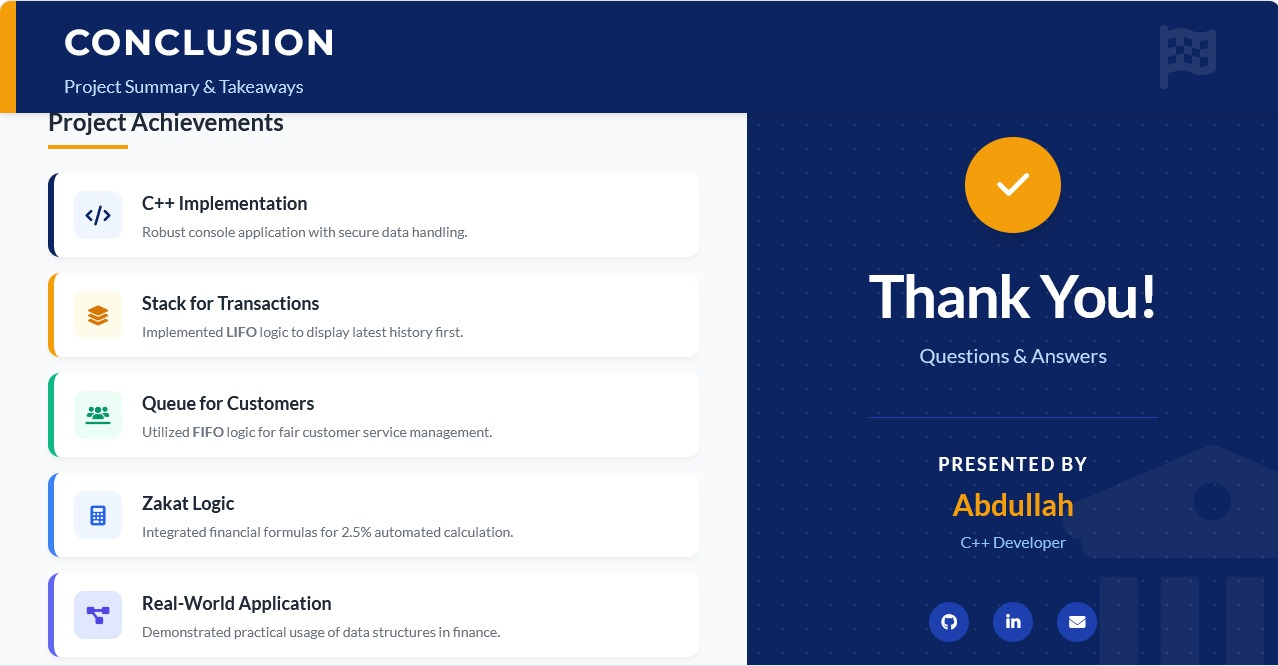 CONCLUSION
Project Summary & Takeaways
Project Achievements
C++ Implementation
Robust console application with secure data handling.
Stack for Transactions
Implemented LIFO logic to display latest history first.
Queue for Customers
Utilized FIFO logic for fair customer service management.
Zakat Logic
Integrated financial formulas for 2.5% automated calculation.
Real-World Application
Demonstrated practical usage of data structures in finance.
Thank You!
Questions & Answers
PRESENTED BY
Abdullah
C++ Developer